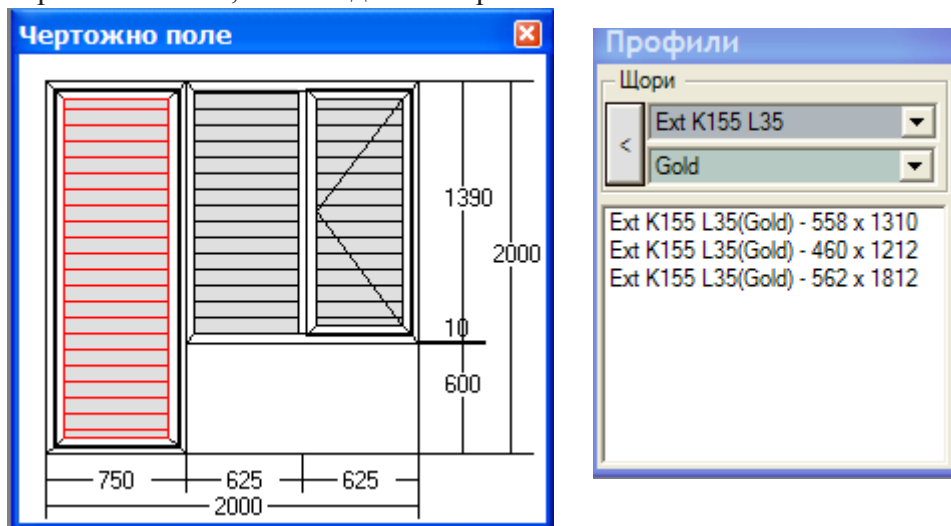 Чертожно поле
1390
2000
10
600
750
625
625
2000
Профили
Щори
Ext K155 L35
<
Gold
Ext K155 L35(Gold) - 558 x 1310
Ext K155 L35(Gold) - 460 x 1212
Ext K155 L35(Gold) - 562 x 1812